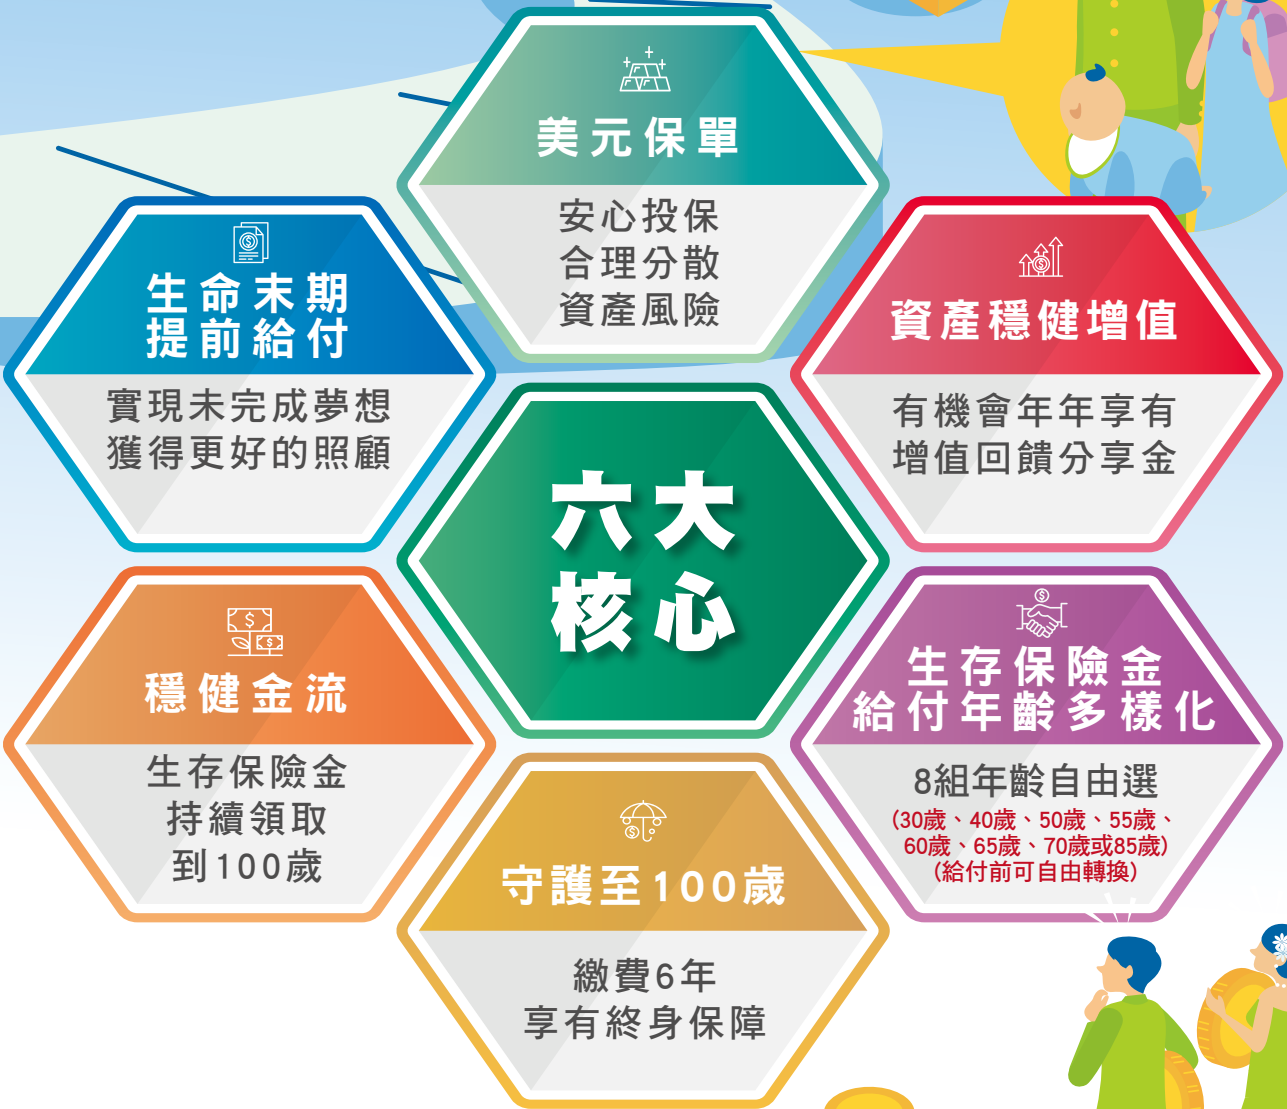 美元保單
安心投保
合理分散
資產風險
生命末期
提前給付
實現未完成夢想
獲得更好的照顧
資產穩健增值
有機會年年享有
增值回饋分享金
六大
核心
穩健金流
生存保險金
持續領取
到100歲
生存保險金
給付年齡多樣化
8組年齡自由選
(30歲、40歲、50歲、55歲、
60歲、65歲、70歲或85歲)
(給付前可自由轉換)
守護至100歲
繳費6年
享有終身保障